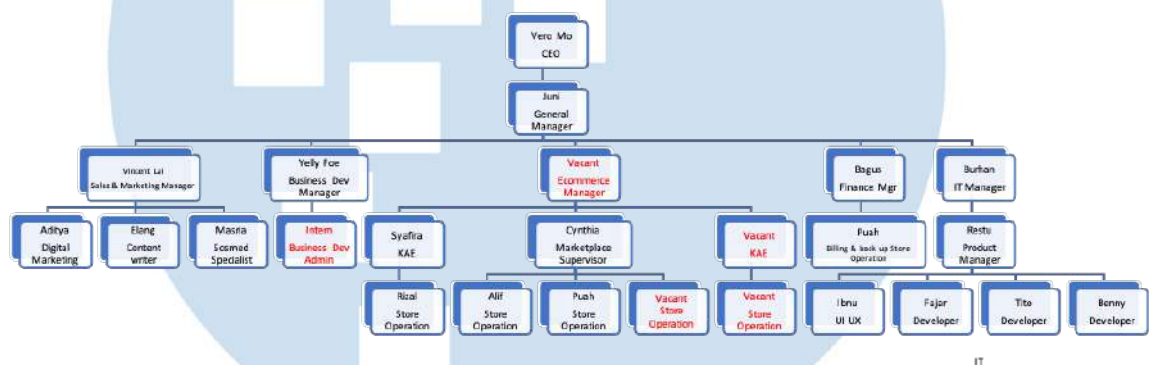 Yero Mo
CEO
Juni
General
Manager
Vincent Lai
Sales & Marketing Manager
Yelly Foe
Business Dev
Manager
Vacant
Ecommerce
Manager
Bagus
Finance Mgr
Burhan
IT Manager
Aditya
Digital
Marketing
Elang
Content
writer
Masria
Sosmed
Specialist
Intern
Business Dev
Admin
Syafira
KAE
Cynthia
Marketplace
Supervisor
Vacant
KAE
Puah
Billing & back up Store
Operation
Restu
Product
Manager
Rizal
Store
Operation
Alif
Store
Operation
Puah
Store
Operation
Vacant
Store
Operation
Vacant
Store
Operation
Ibnu
UI UX
Fajar
Developer
Tito
Developer
Benny
Developer
IT